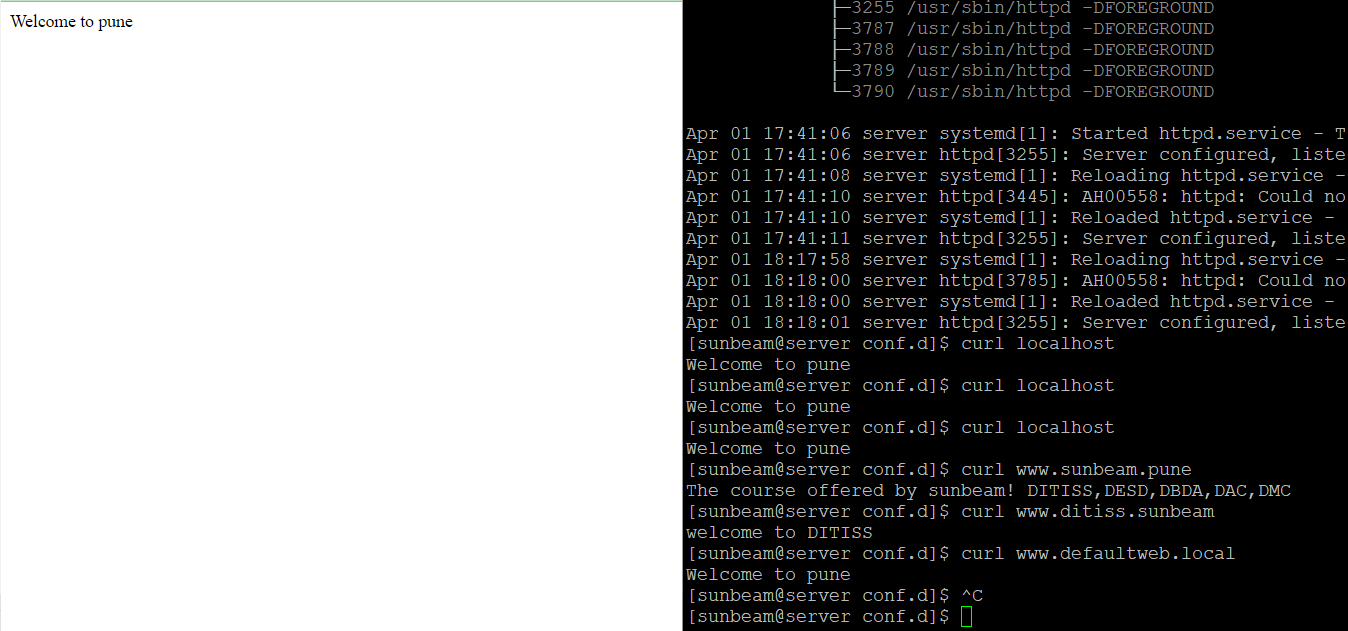 Welcome to pune
├─3255 /usr/sbin/httpd -DFOREGROUND
├─3787 /usr/sbin/httpd -DFOREGROUND
├─3788 /usr/sbin/httpd -DFOREGROUND
├─3789 /usr/sbin/httpd -DFOREGROUND
└─3790 /usr/sbin/httpd -DFOREGROUND
Apr 01 17:41:06 server systemd[1]: Started httpd.service - T
Apr 01 17:41:06 server httpd[3255]: Server configured, liste
Apr 01 17:41:08 server systemd[1]: Reloading httpd.service -
Apr 01 17:41:10 server httpd[3445]: AH00558: httpd: Could no
Apr 01 17:41:10 server systemd[1]: Reloaded httpd.service -
Apr 01 17:41:11 server httpd[3255]: Server configured, liste
Apr 01 18:17:58 server systemd[1]: Reloading httpd.service -
Apr 01 18:18:00 server httpd[3785]: AH00558: httpd: Could no
Apr 01 18:18:00 server systemd[1]: Reloaded httpd.service -
Apr 01 18:18:01 server httpd[3255]: Server configured, liste
[sunbeam@server conf.d]$ curl localhost
Welcome to pune
[sunbeam@server conf.d]$ curl localhost
Welcome to pune
[sunbeam@server conf.d]$ curl localhost
Welcome to pune
[sunbeam@server conf.d]$ curl www.sunbeam.pune
The course offered by sunbeam! DITISS,DESD,DBDA,DAC,DMC
[sunbeam@server conf.d]$ curl www.ditiss.sunbeam
welcome to DITISS
[sunbeam@server conf.d]$ curl www.defaultweb.local
Welcome to pune
[sunbeam@server conf.d]$ ^C
[sunbeam@server conf.d]$